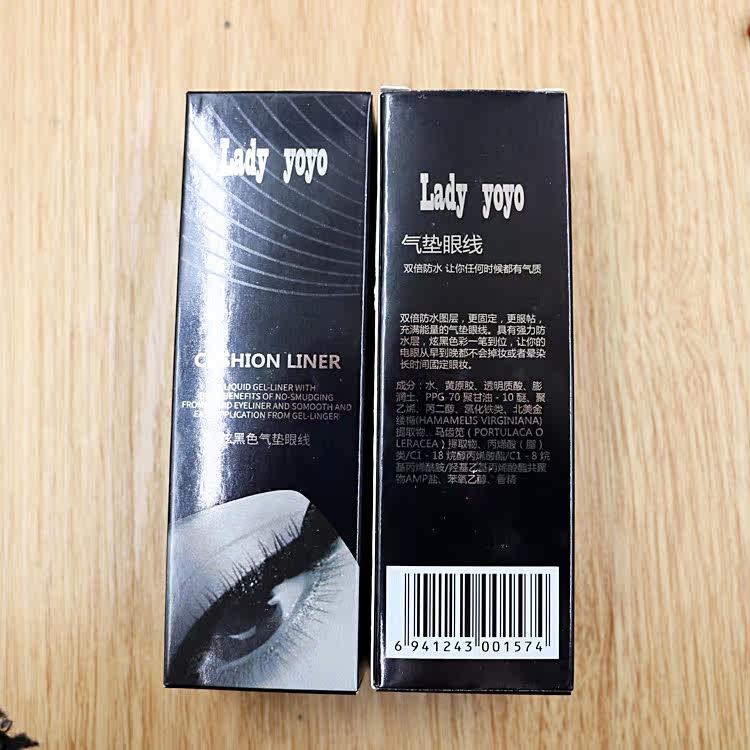 Lady yoyo
CUSHION LINER
LIQUID GEL-LINER WITH
BENEFITS OF NO-SMUDGING
FROM LIQUID EYELINER AND SOMOOTH AND
EASY APPLICATION FROM GEL-LINGER
炫黑色气垫眼线
Lady yoyo
气垫眼线
双倍防水 让你任何时候都有气质
双倍防水图层，更固定，更服帖，
充满能量的气垫眼线。具有强力防
水层，炫黑色彩一笔到位，让你的
电眼从早到晚都不会掉妆或者晕染
长时间固定眼妆。
成分：水、黄原胶、透明质酸、膨
润土、PPG 70 聚甘油 - 10 醚、聚
乙烯、丙二醇、氧化铁类、北美金
缕梅(HAMAMELIS VIRGINIANA)
提取物、马齿苋（PORTULACA O
LERACEA）提取物、丙烯酸（酯）
类/C1 - 18 烷醇丙烯酸酯/C1 - 8 烷
基丙烯酰胺/羟基乙基丙烯酸酯共聚
物AMP盐、苯氧乙醇、香精
6 941243 001574